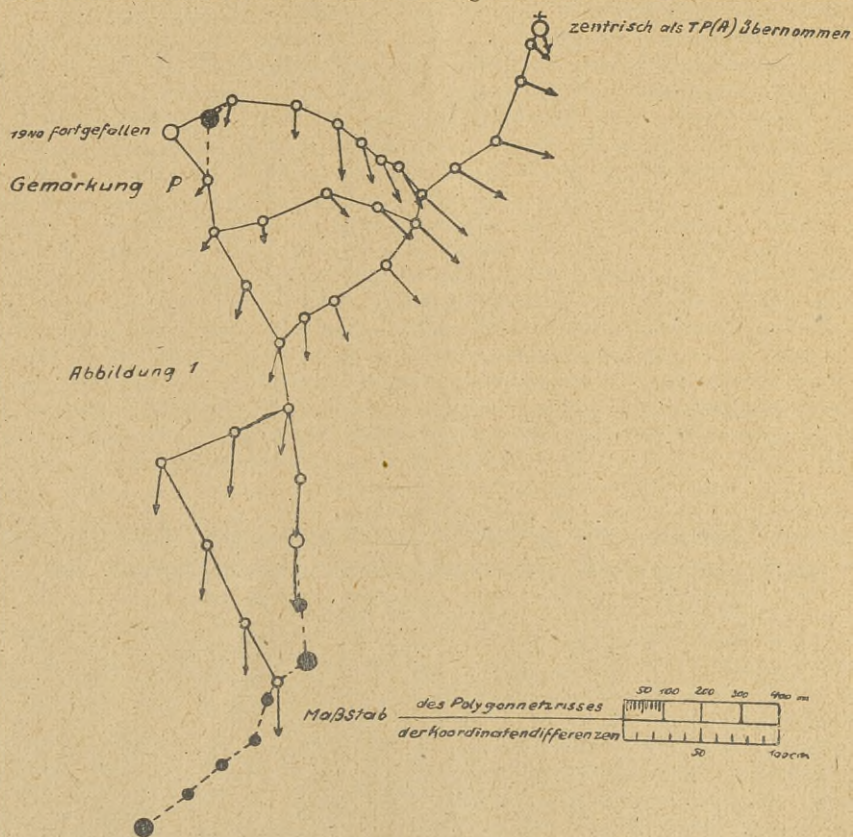 zentrisch als TP(A) übernommen
1940 fortgefallen
Gemarkung P
Abbildung 1
Maßstab
des Polygonnetzrisses
der Koordinatendifferenzen
50 100 200 300 400 m
50 100cm